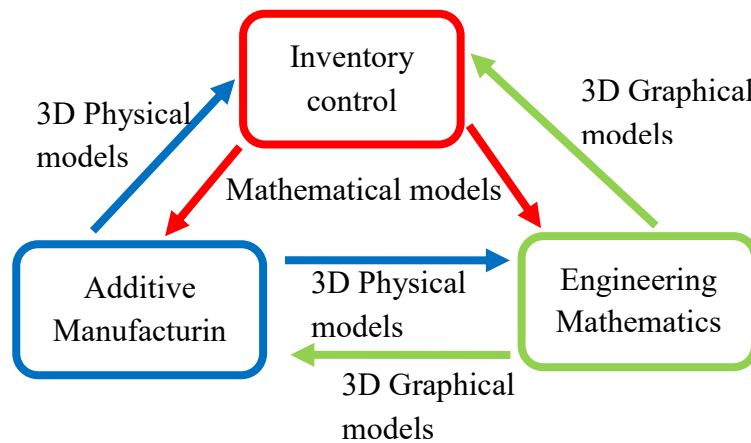 Inventory
control
3D Physical
models
3D Graphical
models
Mathematical models
Additive
Manufacturin
3D Physical
models
Engineering
Mathematics
3D Graphical
models